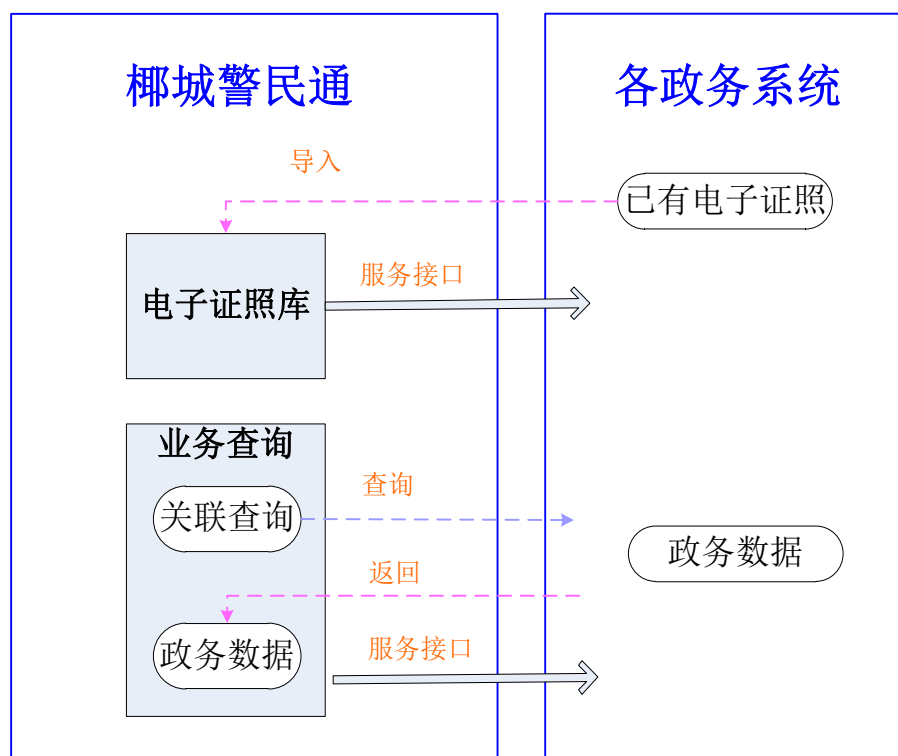 椰城警民通
各政务系统
导入
已有电子证照
服务接口
电子证照库
业务查询
查询
关联查询
政务数据
返回
政务数据
服务接口